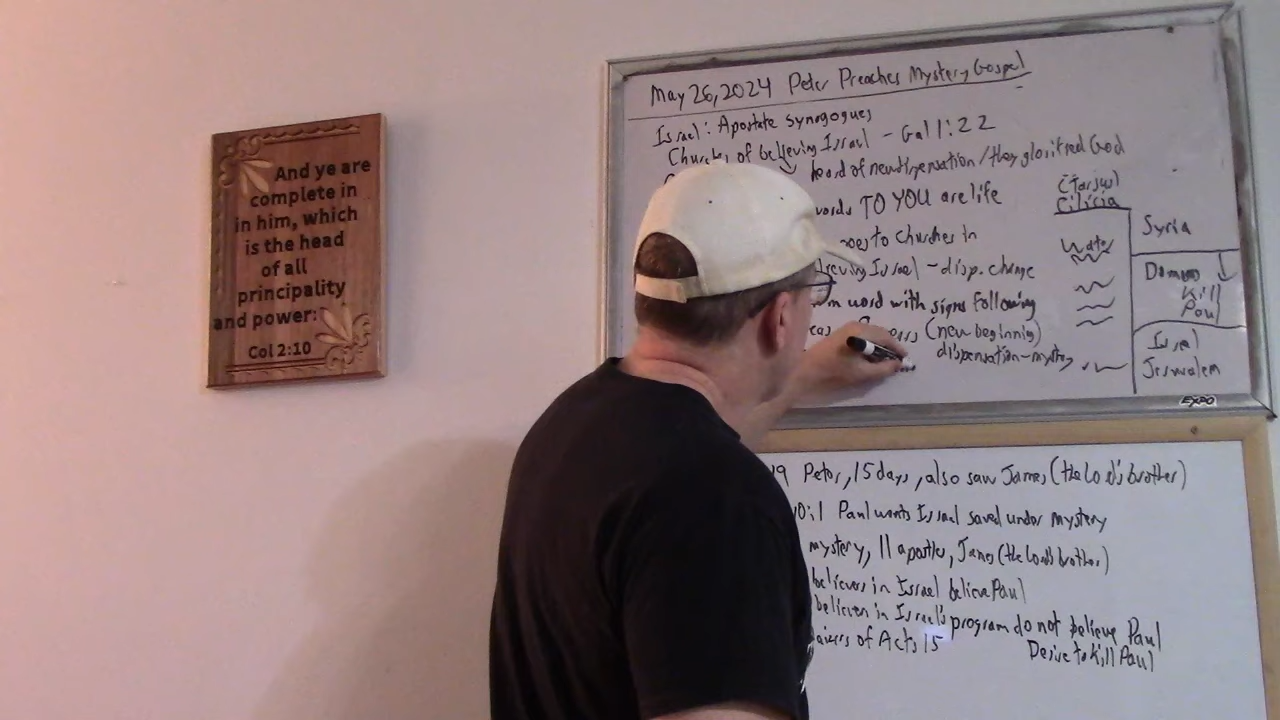 And ye are
complete in
in him, which
is the head
of all
principality
and power:
Col 2:10
May 26, 2024 Peter Preaches Mystery Gospel
Israel: Apostate synagogues
Churches of believing Israel - Gal 1:22
heard of new dispensation/they glorified God
words TO YOU are life
to churches in
Israel - disp. change
word with signs following
(new beginning)
dispensation-mystery
(Tarsus)
Cilicia
Water
Syria
Kill
Paul
Israel
Jerusalem
EXPO
19 Peter, 15 days, also saw James (the Lord's brother)
0:1 Paul wants Israel saved under mystery
mystery, 11 apostles, James (the Lord's brother)
believers in Israel believe Paul
believers in Israel's program do not believe Paul
of Acts 15
Desire to Kill Paul